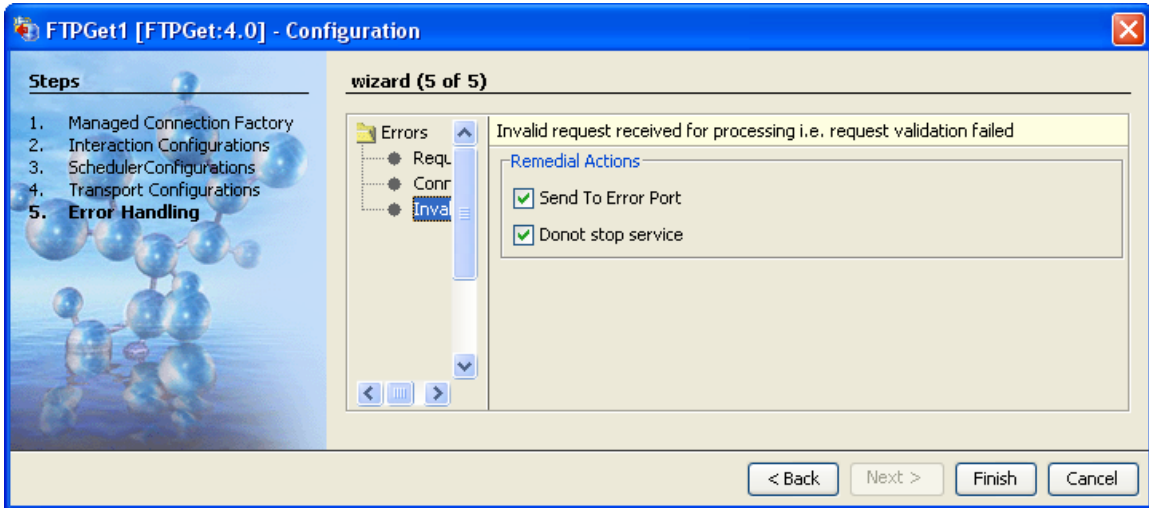 FTPGet1 [FTPGet:4.0] - Configuration
Steps
1. Managed Connection Factory
2. Interaction Configurations
3. SchedulerConfigurations
4. Transport Configurations
5. Error Handling
wizard (5 of 5)
Errors
Requ
Conr
Inval
Invalid request received for processing i.e. request validation failed
Remedial Actions
Send To Error Port
Donot stop service
< Back
Next >
Finish
Cancel